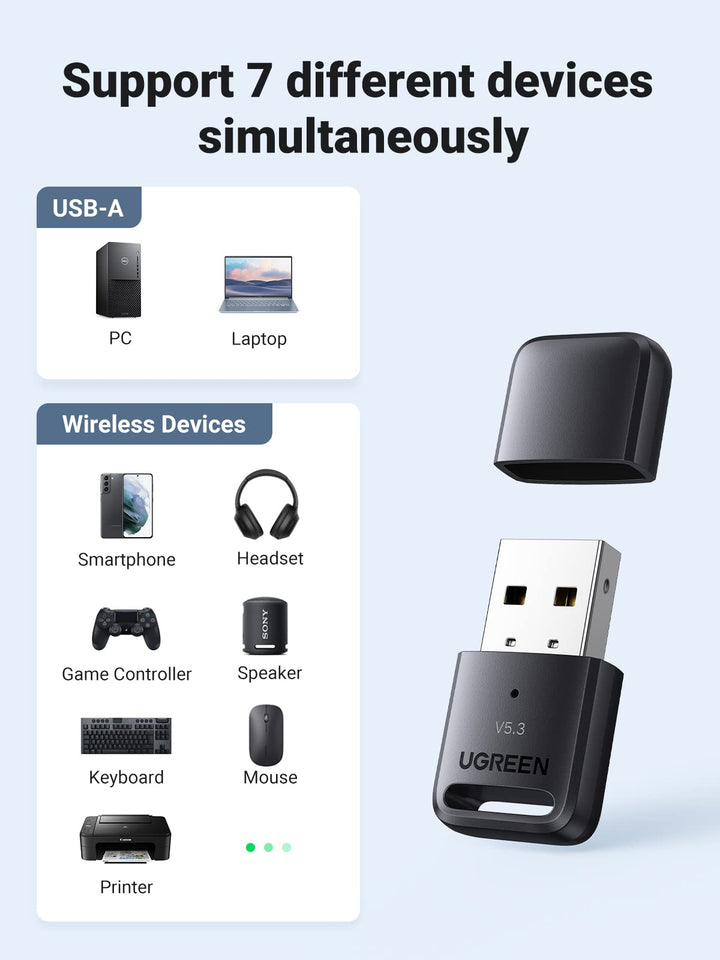 Support 7 different devices
simultaneously
USB-A
PC
Laptop
Wireless Devices
Smartphone
Headset
SONY
Game Controller
Speaker
Keyboard
Mouse
Canon
Printer
V5.3
UGREEN